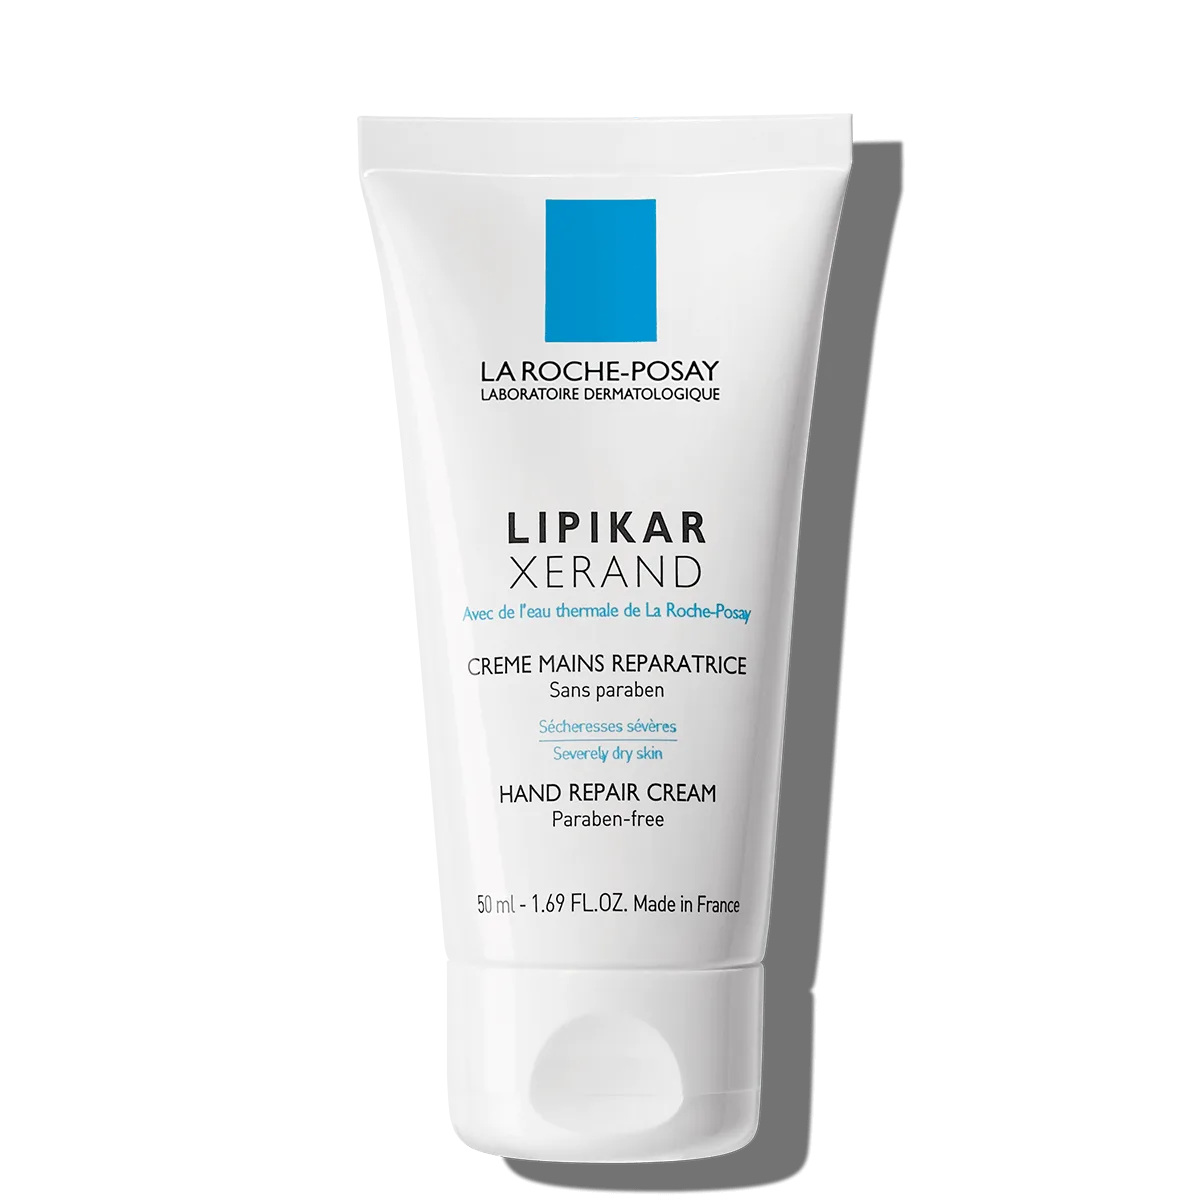 LA ROCHE-POSAY
LABORATOIRE DERMATOLOGIQUE
LIPIKAR
XERAND
Avec de l'eau thermale de La Roche-Posay
CREME MAINS REPARATRICE
Sans paraben
Sécheresses sévères
Severely dry skin
HAND REPAIR CREAM
Paraben-free
50 ml - 1.69 FL.OZ. Made in France